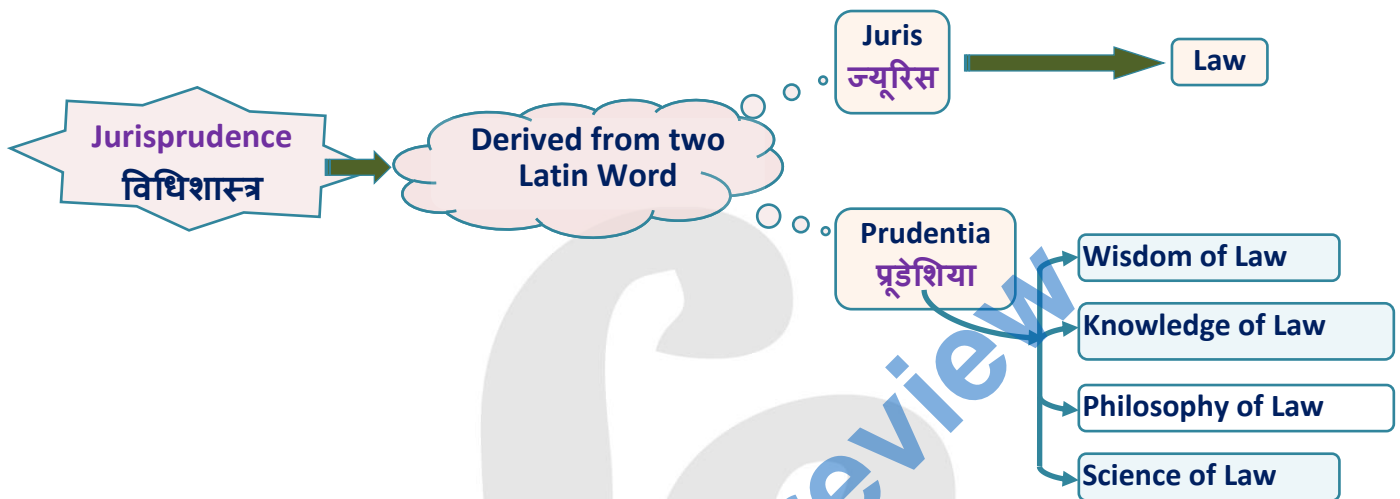 Jurisprudence
विधिशास्त्र
Derived from two
Latin Word
Juris
ज्यूरिस
Law
Prudentia
प्रूडेशिया
Wisdom of Law
Knowledge of Law
Philosophy of Law
Science of Law